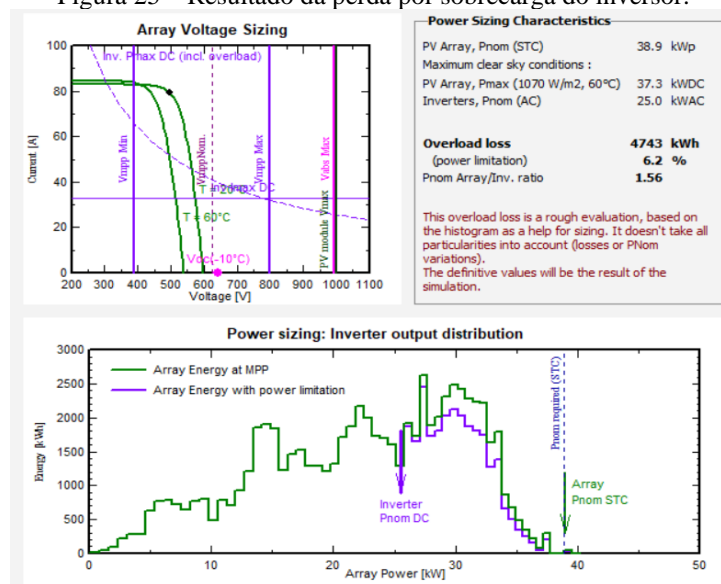 Figura 23 – Resultado da perda por sobrecarga do inversor.
Array Voltage Sizing
Inv. Pmax DC (incl. overload)
Current [A]
100
80
60
40
20
0
Vmpp Min
VmppNom.
Vmpp Max
Vabs Max
PV module Vmax
T = 20°C
T = 60°C
Voc(-10°C)
200 300 400 500 600 700 800 900 1000 1100
Voltage [V]
Power Sizing Characteristics
PV Array, Pnom (STC) 38.9 kWp
Maximum clear sky conditions :
PV Array, Pmax (1070 W/m2, 60°C) 37.3 kWDC
Inverters, Pnom (AC) 25.0 kWAC
Overload loss 4743 kWh
(power limitation) 6.2 %
Pnom Array/Inv. ratio 1.56
This overload loss is a rough evaluation, based on
the histogram as a help for sizing. It doesn't take all
particularities into account (losses or PNom
variations).
The definitive values will be the result of the
simulation.
Power sizing: Inverter output distribution
Array Energy at MPP
Array Energy with power limitation
Energy [kWh]
3000
2500
2000
1500
1000
500
0
Inverter
Pnom DC
Pnom required (STC)
Array
Pnom STC
0 10 20 30 40 50
Array Power [kW]